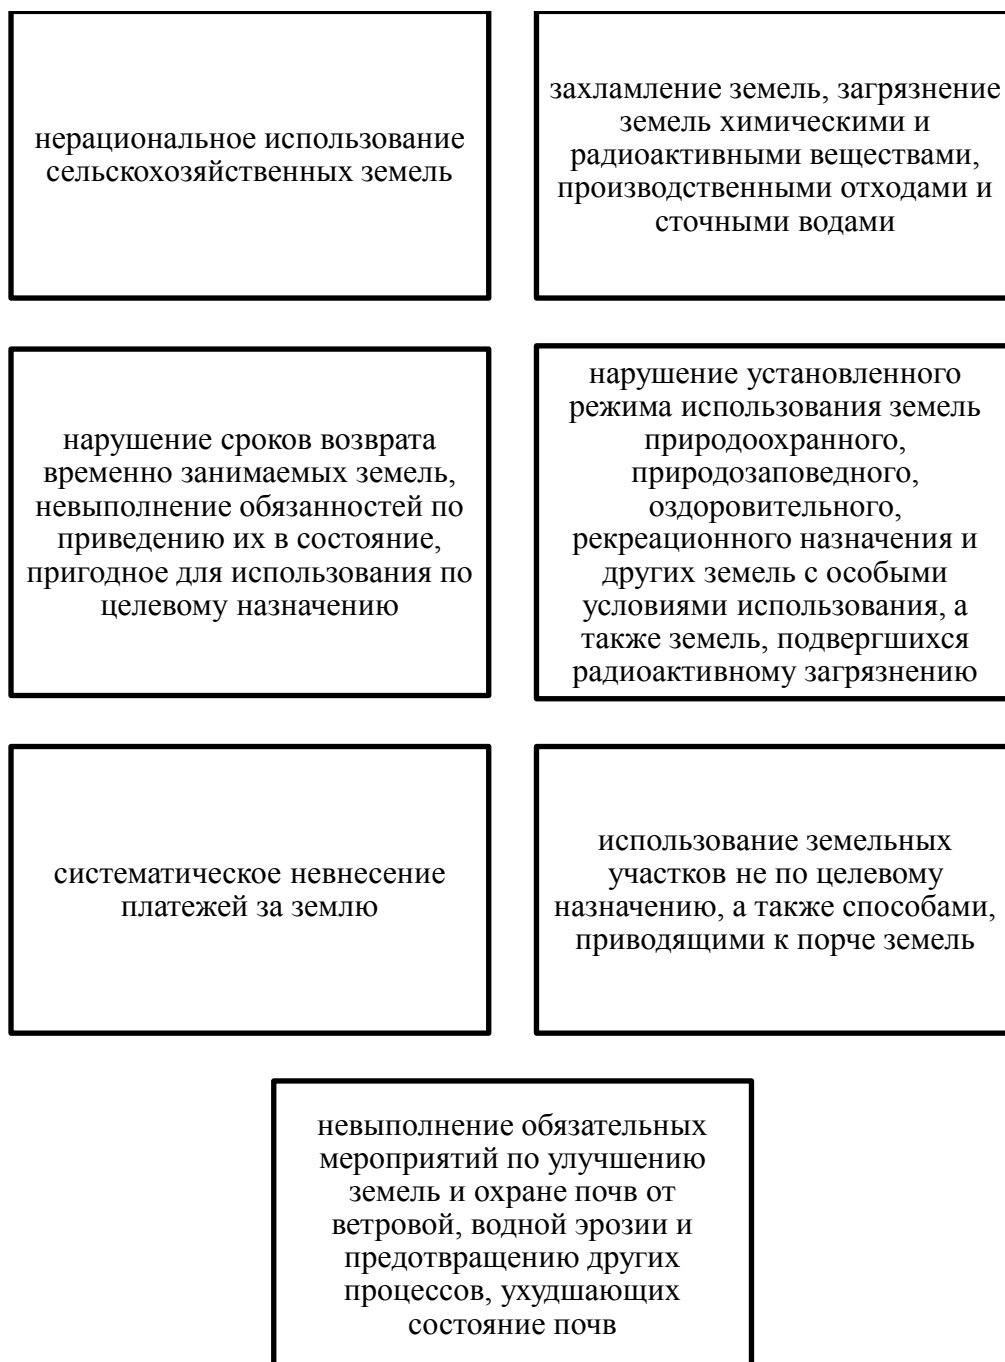 нерациональное использование
сельскохозяйственных земель
захламление земель, загрязнение
земель химическими и
радиоактивными веществами,
производственными отходами и
сточными водами
нарушение сроков возврата
временно занимаемых земель,
невыполнение обязанностей по
приведению их в состояние,
пригодное для использования по
целевому назначению
нарушение установленного
режима использования земель
природоохранного,
природозаповедного,
оздоровительного,
рекреационного назначения и
других земель с особыми
условиями использования, а
также земель, подвергшихся
радиоактивному загрязнению
систематическое невнесение
платежей за землю
использование земельных
участков не по целевому
назначению, а также способами,
приводящими к порче земель
невыполнение обязательных
мероприятий по улучшению
земель и охране почв от
ветровой, водной эрозии и
предотвращению других
процессов, ухудшающих
состояние почв